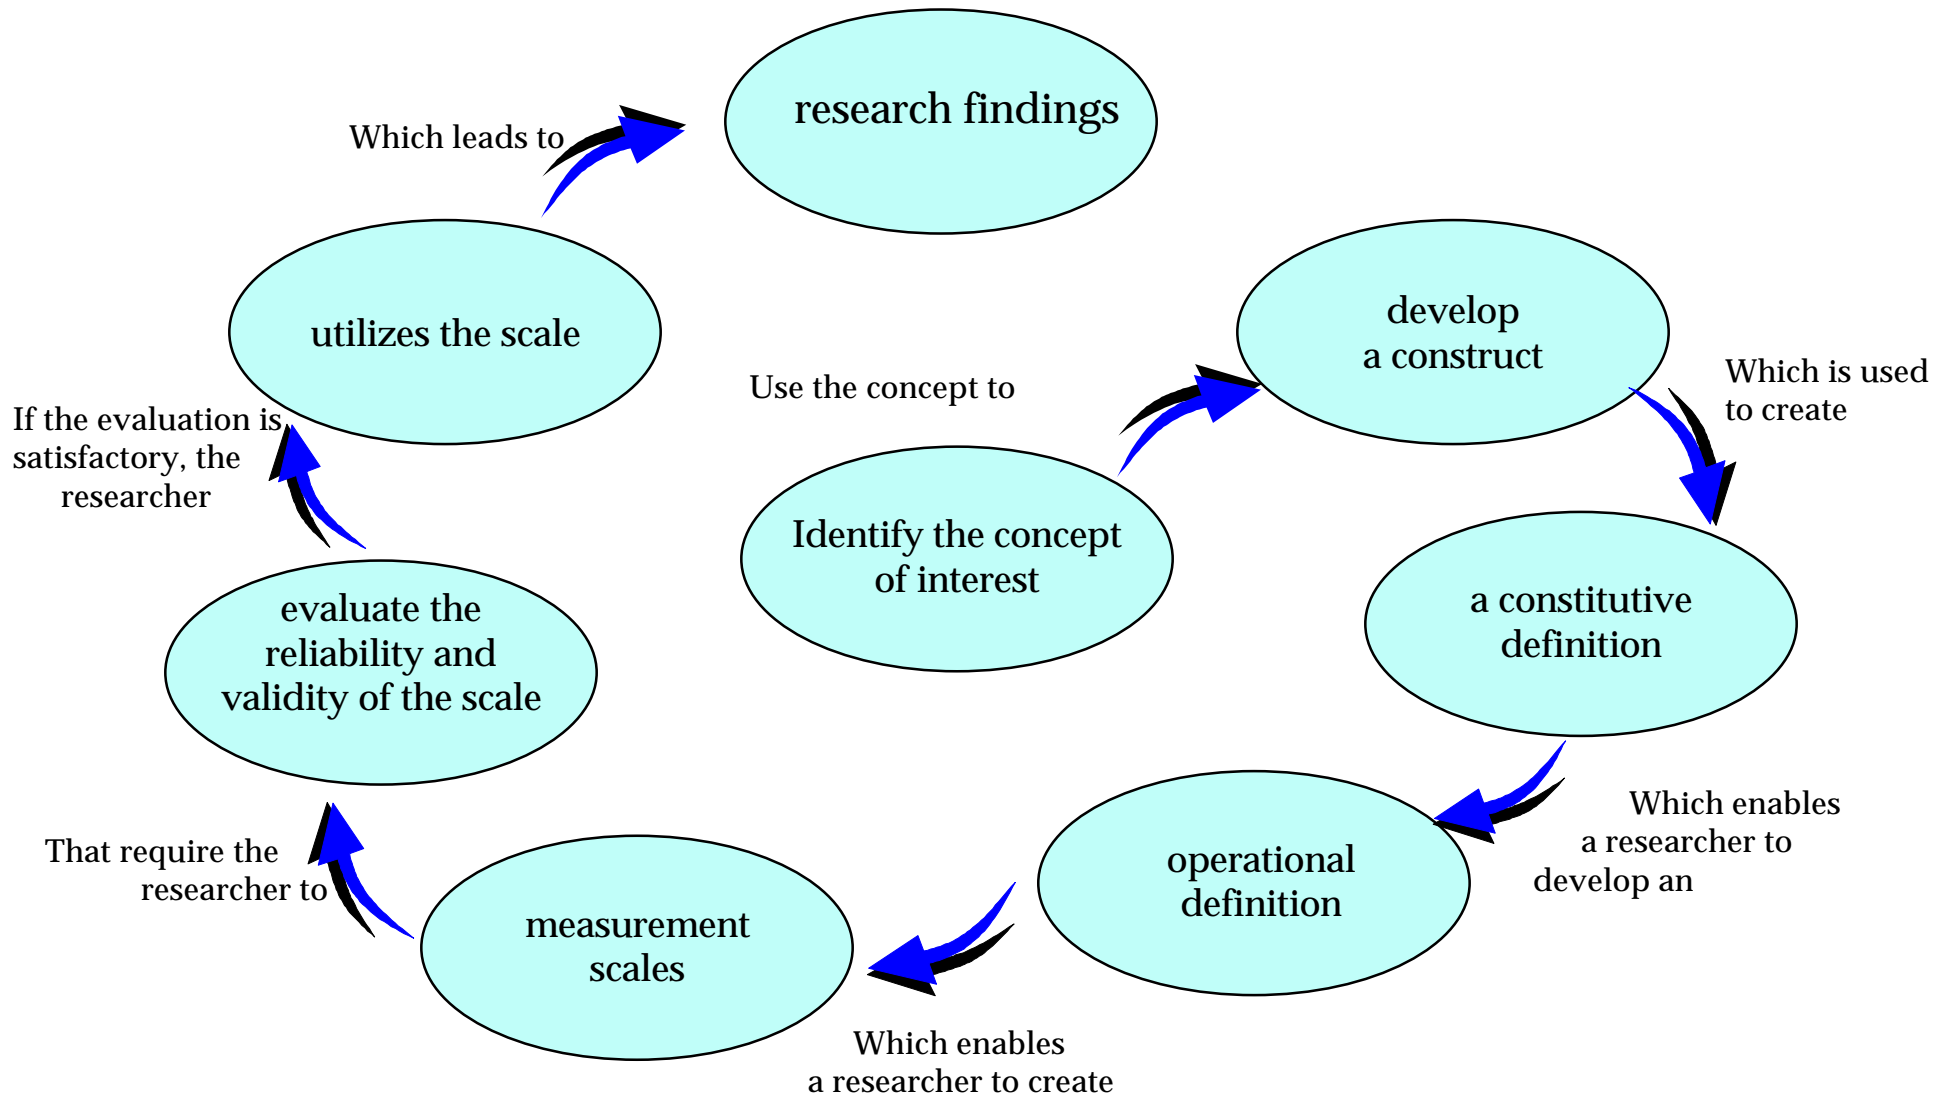 research findings
Which leads to
utilizes the scale
develop
a construct
Use the concept to
Which is used
to create
If the evaluation is
satisfactory, the
researcher
Identify the concept
of interest
a constitutive
definition
evaluate the
reliability and
validity of the scale
Which enables
a researcher to
develop an
That require the
researcher to
operational
definition
measurement
scales
Which enables
a researcher to create